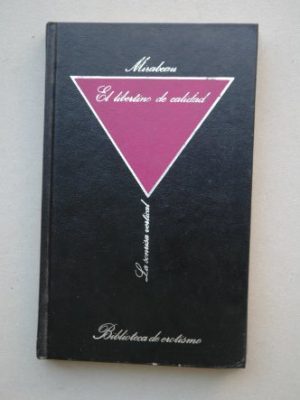 Mirabeau
El libertino de calidad
La sonrisa vertical
Biblioteca de erotismo